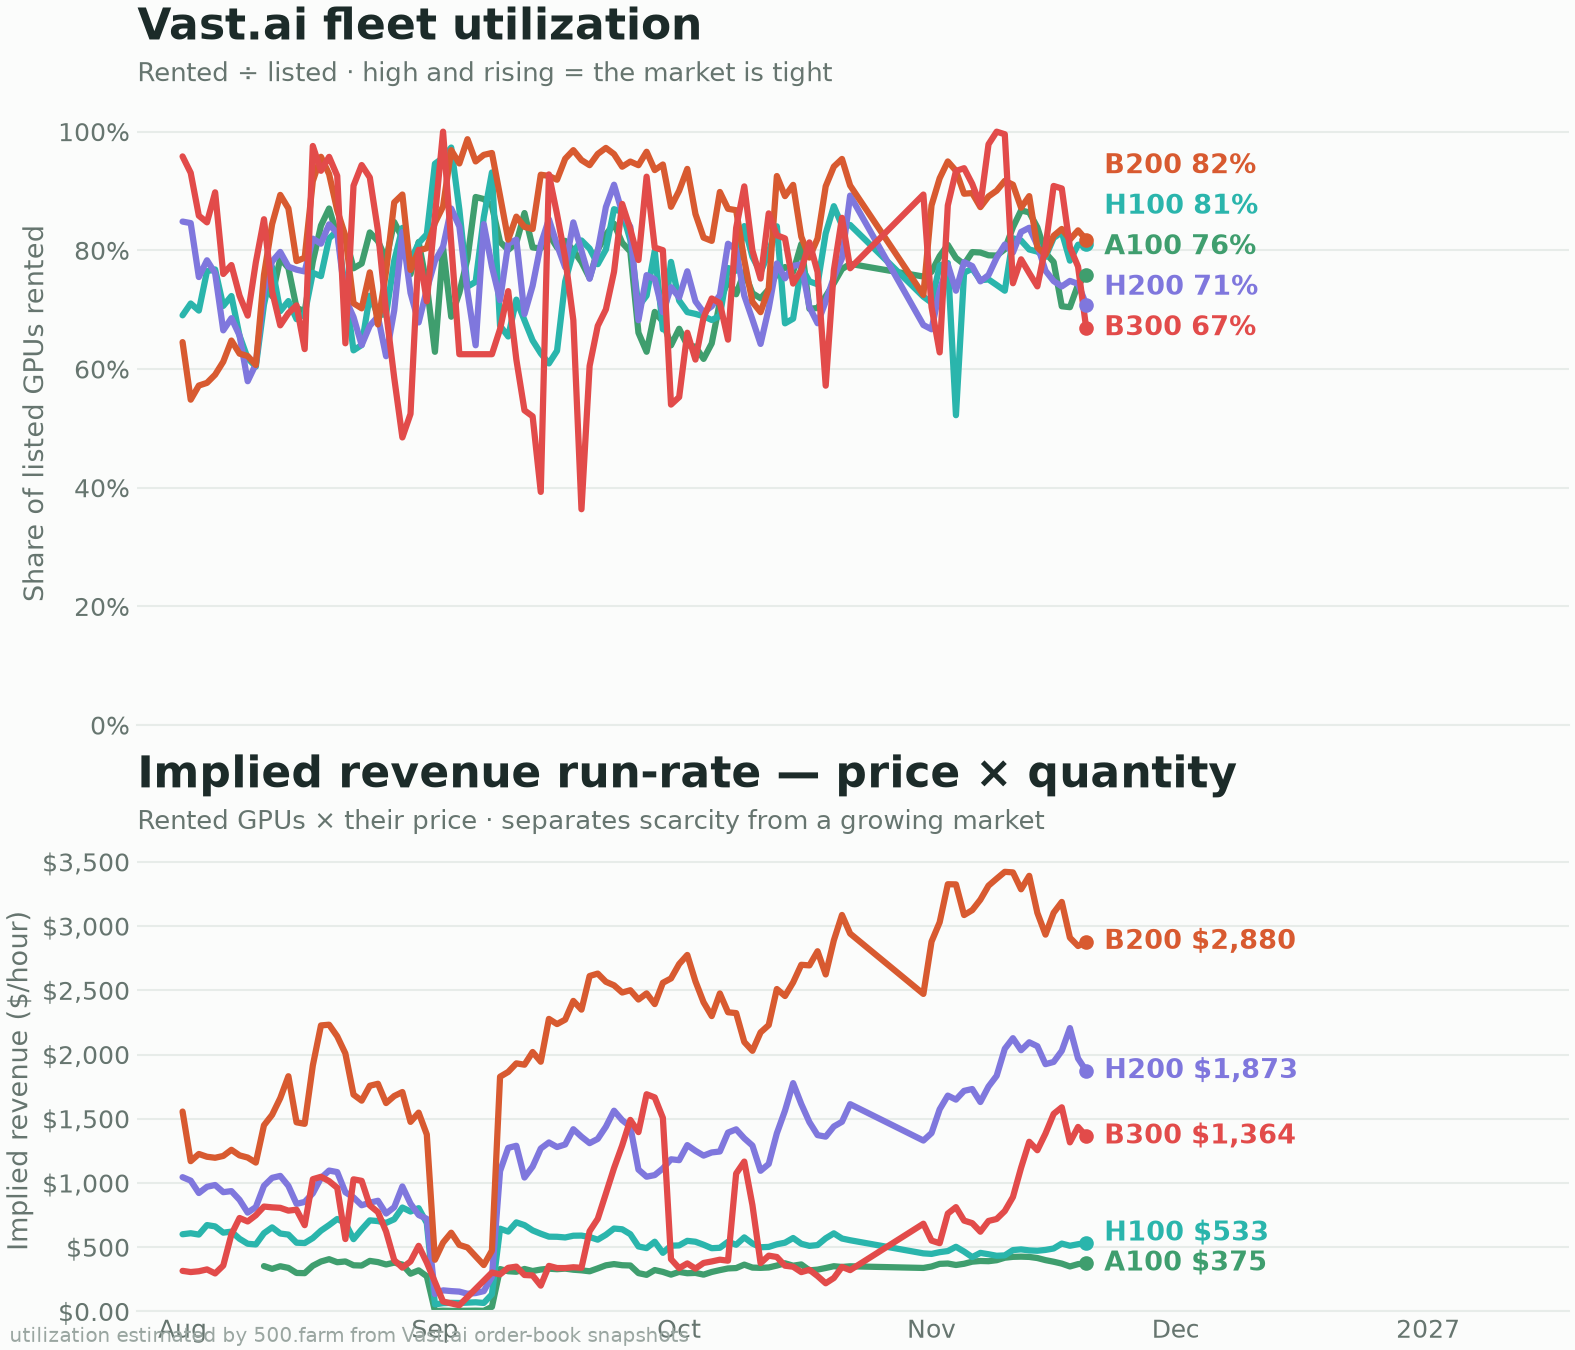 Vast.ai fleet utilization
Rented ÷ listed · high and rising = the market is tight
Share of listed GPUs rented
100%
80%
60%
40%
20%
0%
B200 82%
H100 81%
A100 76%
H200 71%
B300 67%
Implied revenue run-rate — price × quantity
Rented GPUs × their price · separates scarcity from a growing market
Implied revenue ($/hour)
$3,500
$3,000
$2,500
$2,000
$1,500
$1,000
$500
$0.00
B200 $2,880
H200 $1,873
B300 $1,364
H100 $533
A100 $375
Aug Sep Oct Nov Dec 2027
utilization estimated by 500.farm from Vast.ai order-book snapshots